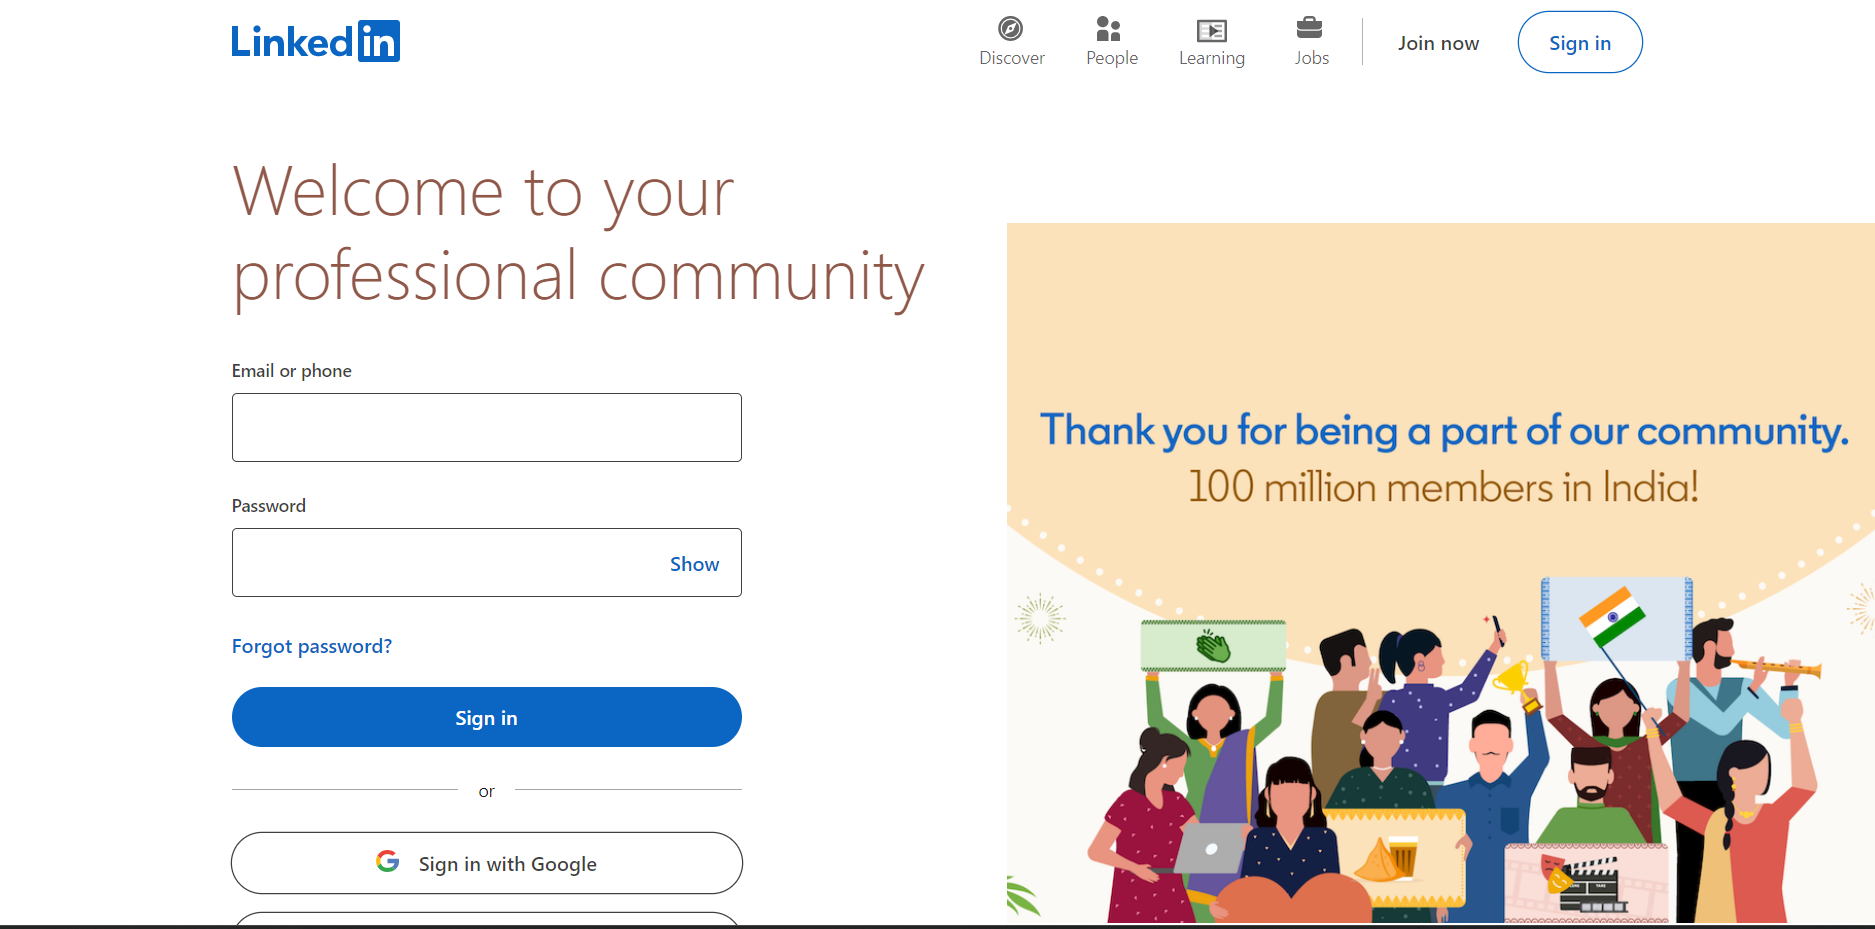 Linked in
Discover
People
Learning
Jobs
Join now
Sign in
Welcome to your
professional community
Email or phone
Password
Show
Forgot password?
Sign in
or
Sign in with Google
Thank you for being a part of our community.
100 million members in India!